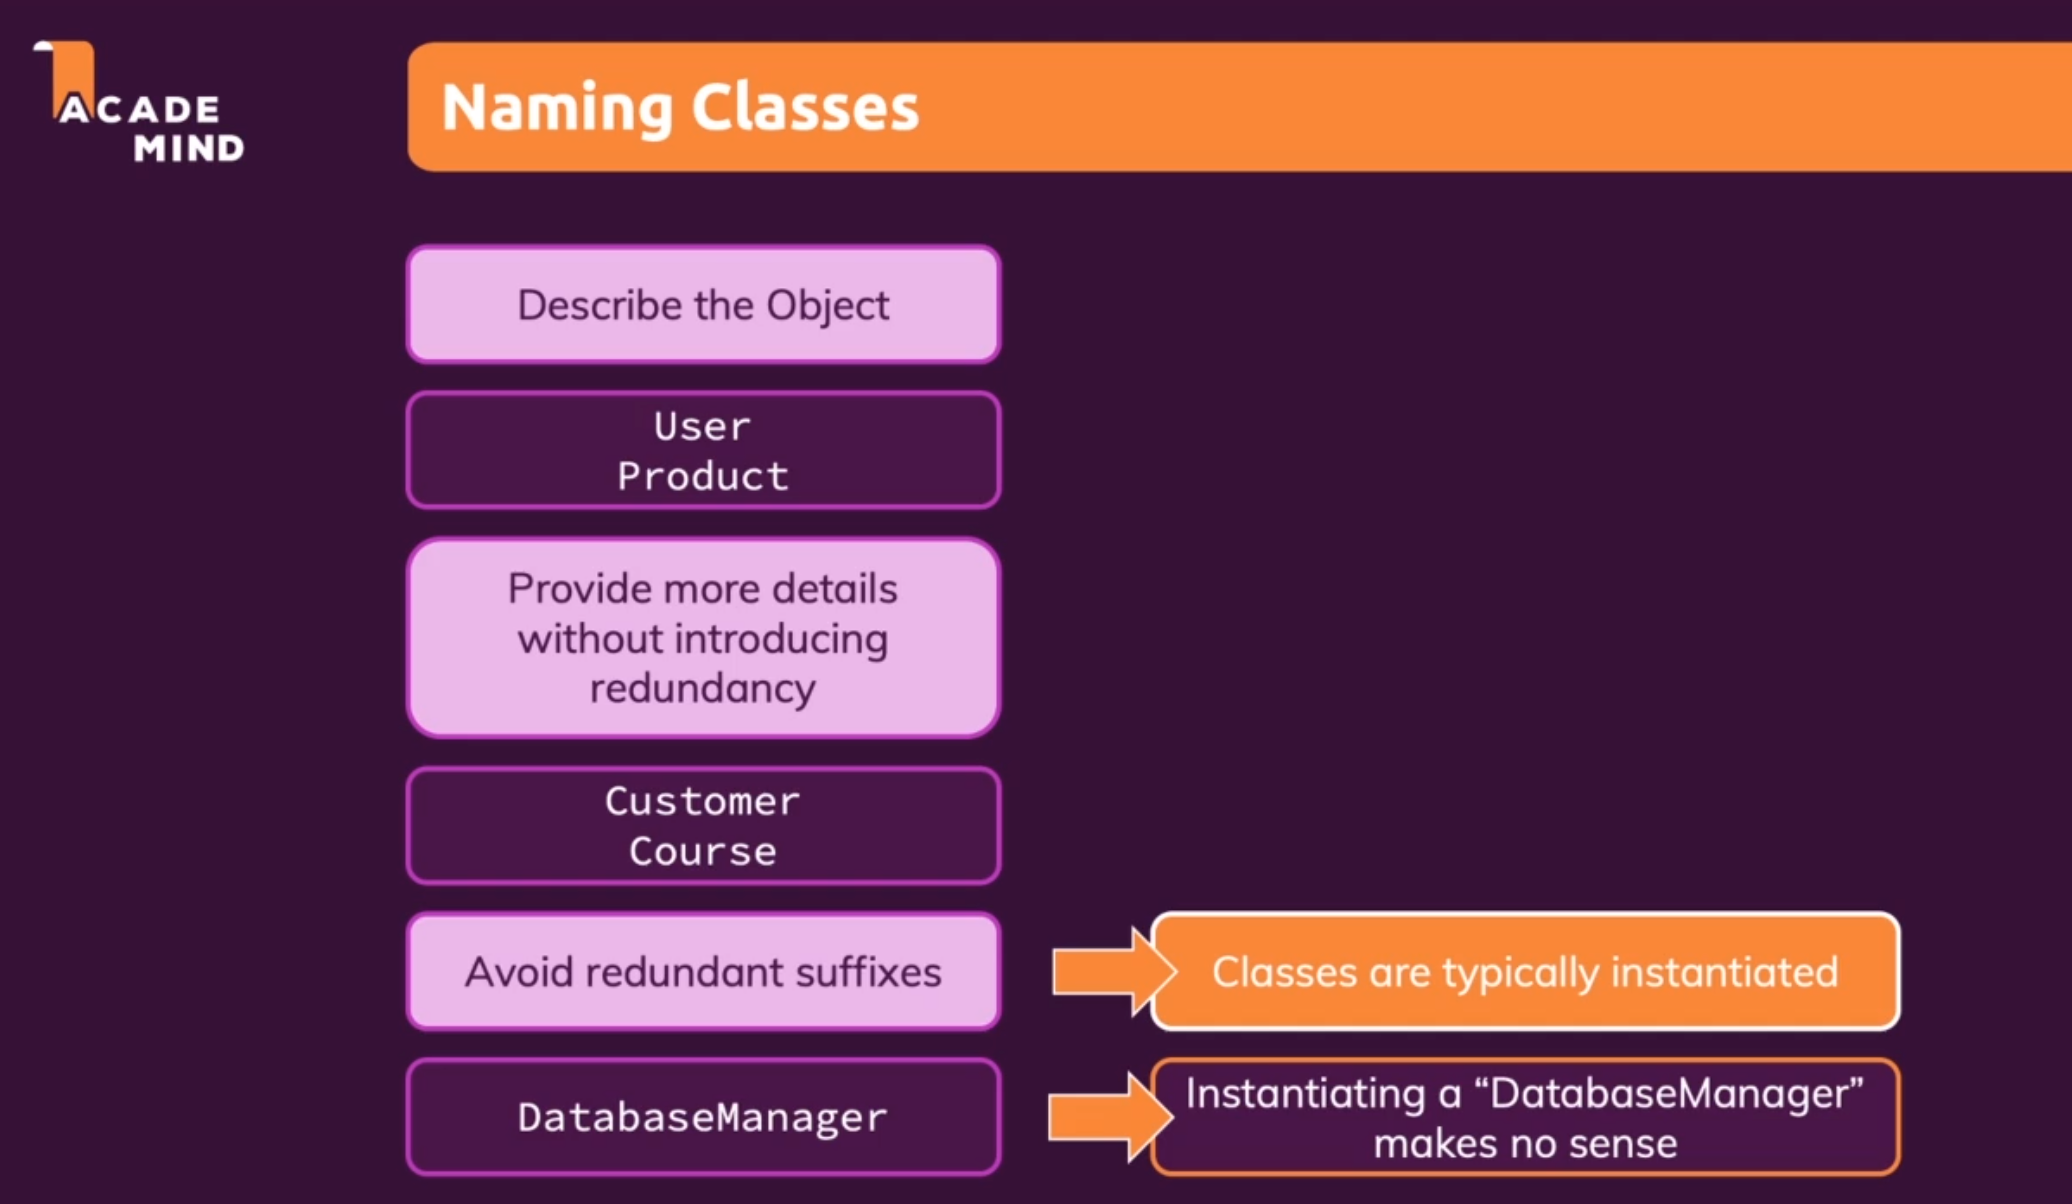 ACADE
MIND
Naming Classes
Describe the Object
User
Product
Provide more details
without introducing
redundancy
Customer
Course
Avoid redundant suffixes
Classes are typically instantiated
DatabaseManager
Instantiating a “DatabaseManager”
makes no sense